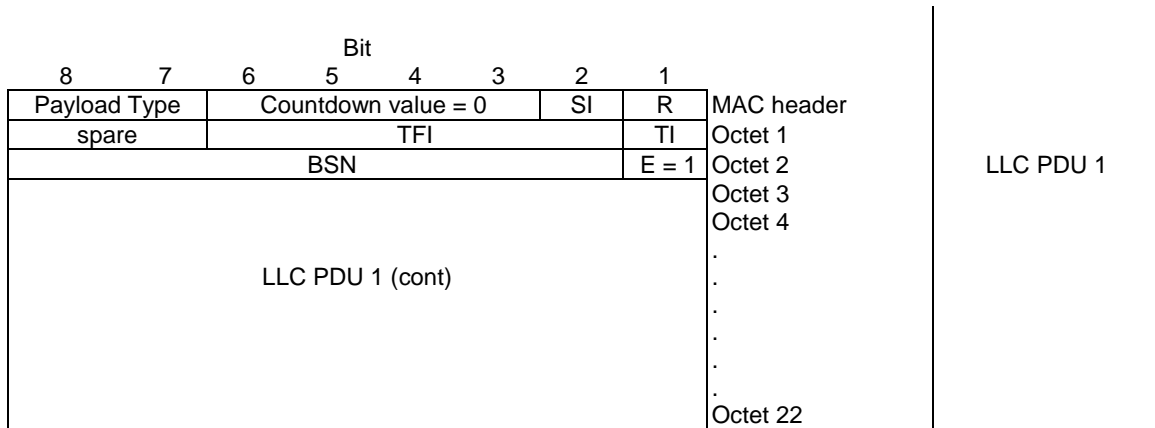 Bit
8 7 6 5 4 3 2 1
Payload Type Countdown value = 0 SI R MAC header
spare TFI TI Octet 1
BSN E = 1 Octet 2 LLC PDU 1
Octet 3
Octet 4
.
LLC PDU 1 (cont) .
.
.
.
.
Octet 22